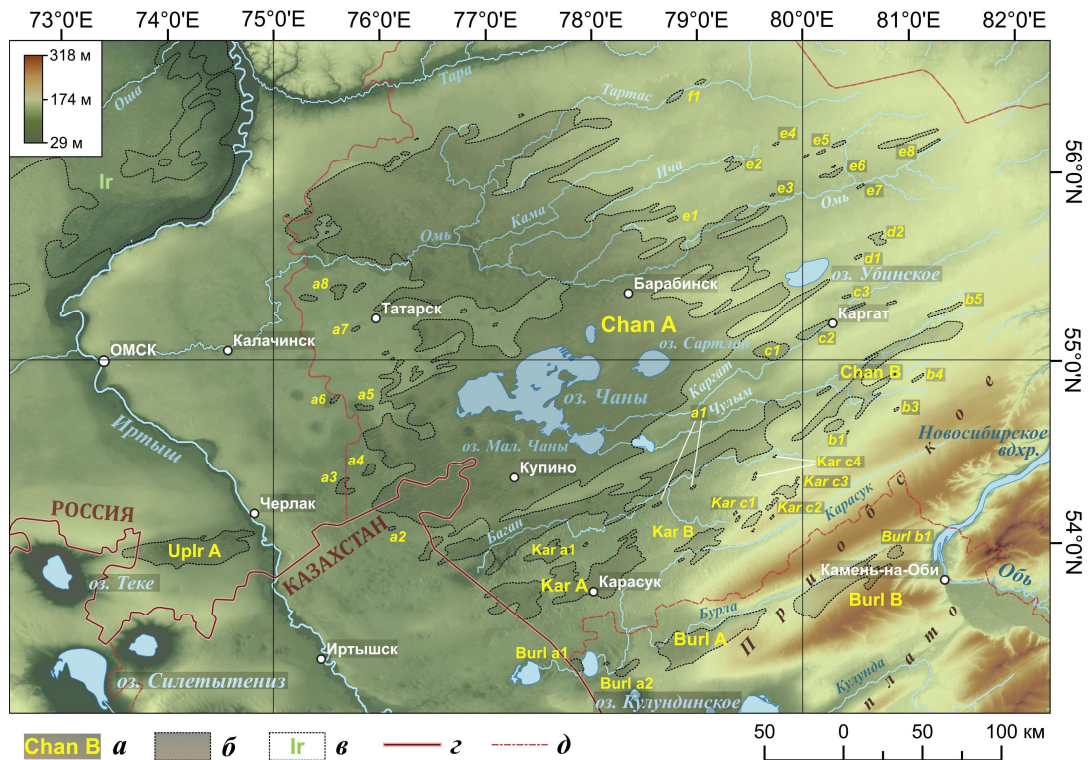 73.0°E 74.0°E 75.0°E 76.0°E 77.0°E 78.0°E 79.0°E 80.0°E 81.0°E 82.0°E
318 м
174 м
29 м
Оша
Тара
Тартас
f1
e4
e5
e8
Ir
Ича
e2
e6
56°0'N
e7
e3
Омь
Кама
e1
Омь
d2
d1
a8
оз. Убинское
Барабинск
c3
b5
Татарск
Chan A
Каргат
a7
Калачинск
c2
оз. Сартлан
c1
ОМСК
55°0'N
Chan B
b4
оз. Чаны
Каргат
a5
a6
a1
Чулым
b3
Иртыш
b1
Новосибирское
вдхр.
оз. Мал. Чаны
a4
Kar c4
Купино
a3
Kar c3
Черлак
Kar c1
Kar c2
Карасук
РОССИЯ
КАЗАХСТАН
Баган
Kar B
a2
54°0'N
Uplr A
Kar a1
Burl b1
оз. Теке
Kar A
Карасук
Камень-на-Оби
Обь
Burl B
Бурла
Burl A
Приобское
плато
Иртышск
Burl a1
Burl a2
Кулунда
оз. Силетытениз
оз. Кулундинское
Chan B а б Ir в г д
50 0 50 100 км